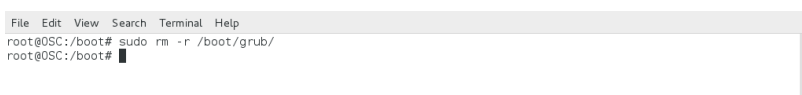 File Edit View Search Terminal Help
root@OSC:/boot# sudo rm -r /boot/grub/
root@OSC:/boot#